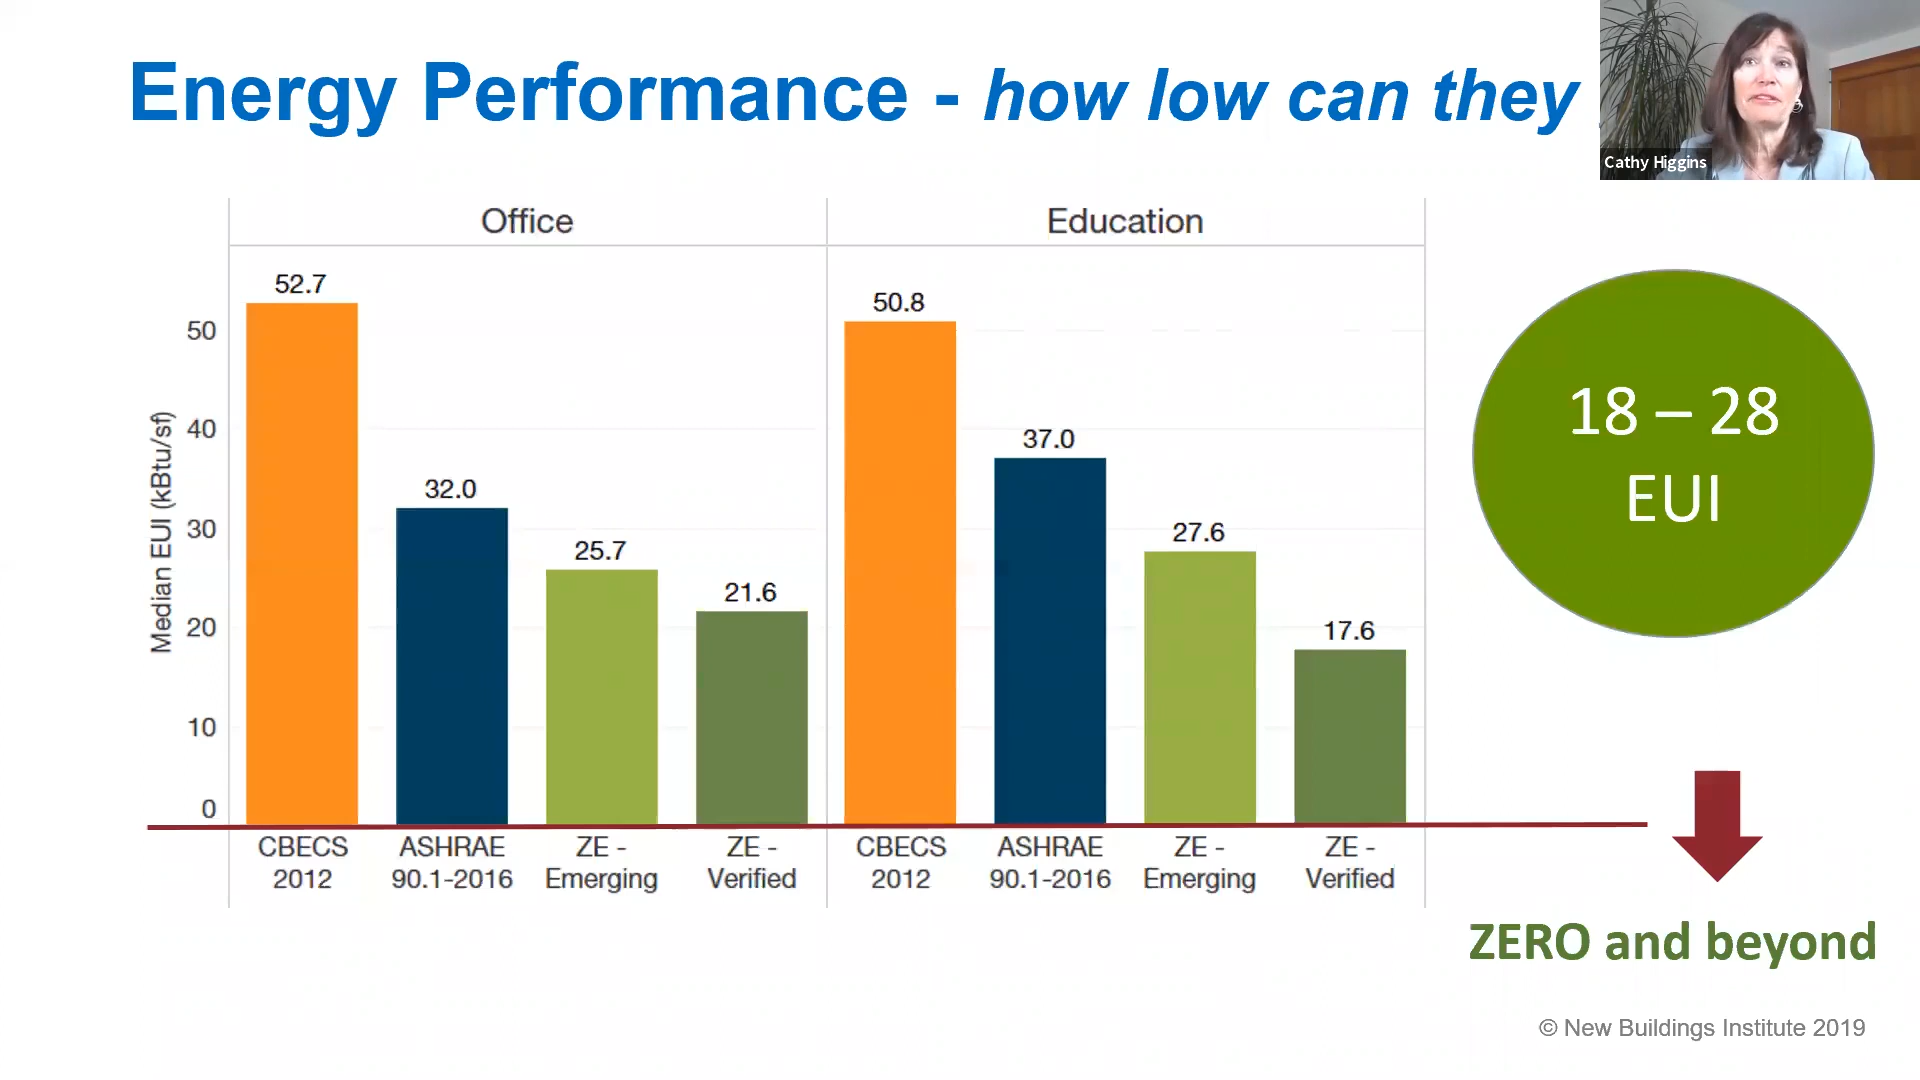 Energy Performance - how low can they
Cathy Higgins
Office
Education
Median EUI (kBtu/sf)
50
40
30
20
10
0
52.7
32.0
25.7
21.6
50.8
37.0
27.6
17.6
CBECS
2012
ASHRAE
90.1-2016
ZE -
Emerging
ZE -
Verified
CBECS
2012
ASHRAE
90.1-2016
ZE -
Emerging
ZE -
Verified
18 – 28
EUI
ZERO and beyond
© New Buildings Institute 2019